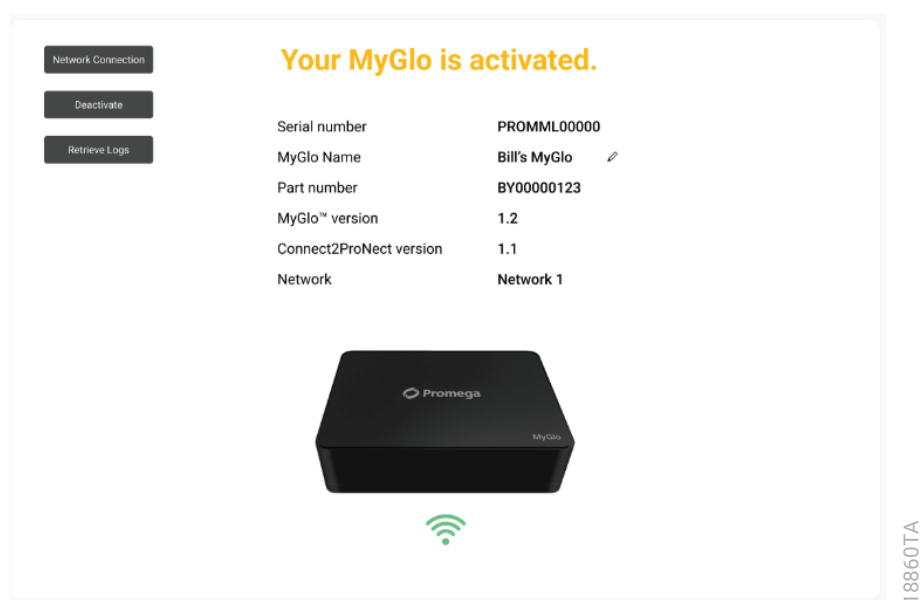 Network Connection
Deactivate
Retrieve Logs
Your MyGlo is activated.
Serial number PROMML00000
MyGlo Name Bill's MyGlo
Part number BY00000123
MyGlo™ version 1.2
Connect2ProNect version 1.1
Network Network 1
Promega
MyGlo
18860TA